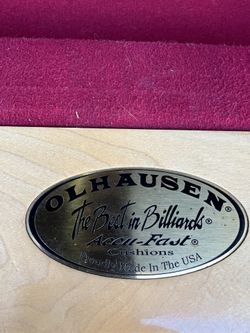 OLHAUSEN®
The Best in Billiards®
Accu-Fast®
Cushions
Proudly Made In The USA